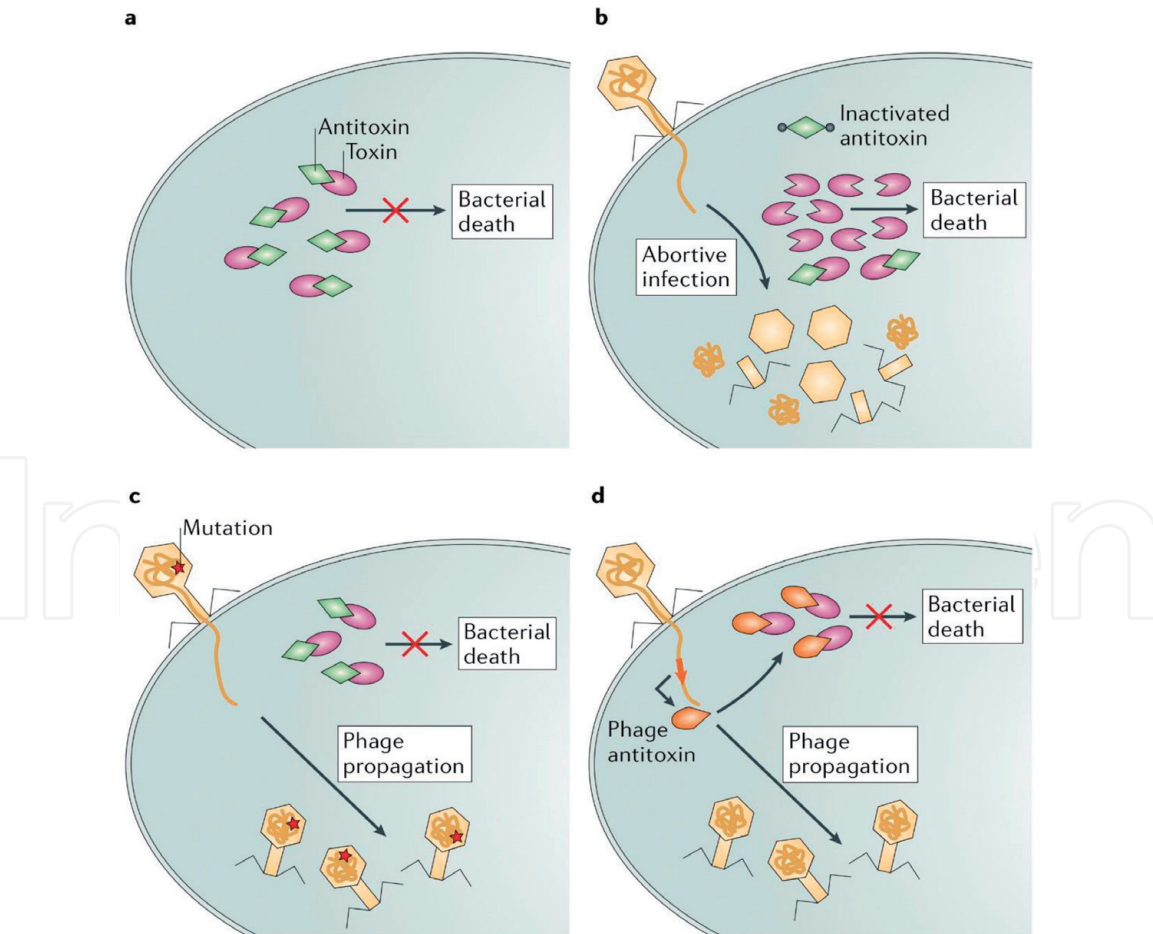 a
Antitoxin
Toxin
Bacterial
death
b
Inactivated
antitoxin
Bacterial
death
Abortive
infection
c
Mutation
Bacterial
death
Phage
propagation
d
Bacterial
death
Phage
antitoxin
Phage
propagation